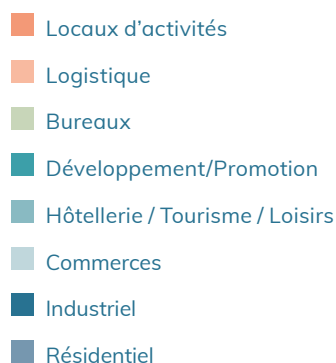 Locaux d’activités
Logistique
Bureaux
Développement/Promotion
Hôtellerie / Tourisme / Loisirs
Commerces
Industriel
Résidentiel